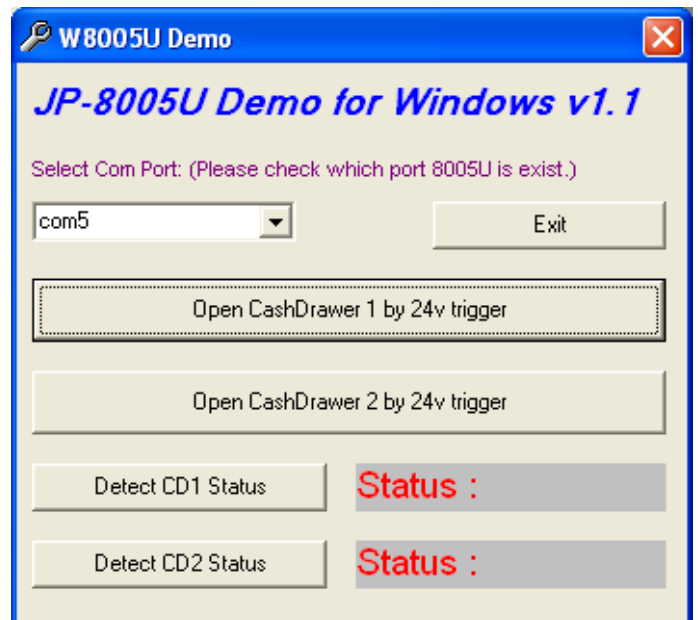 W8005U Demo
JP-8005U Demo for Windows v1.1
Select Com Port: (Please check which port 8005U is exist.)
com5
Exit
Open CashDrawer 1 by 24v trigger
Open CashDrawer 2 by 24v trigger
Detect CD1 Status
Status :
Detect CD2 Status
Status :